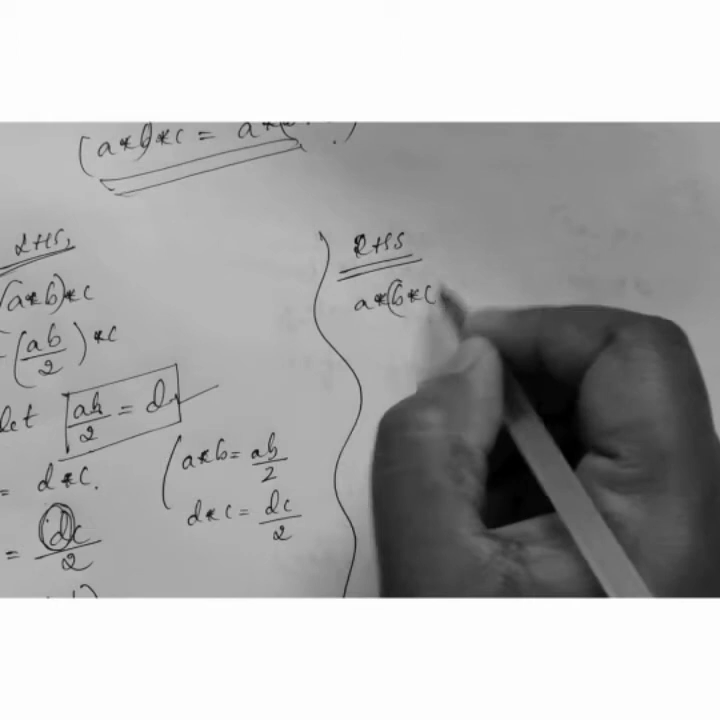 (a*b)*c = a*(
LHS,
(a*b)*c
= (ab/2)*c
Let ab/2 = d
= d*c.
= dc/2
(a*b = ab/2
d*c = dc/2
RHS
a*(b*c